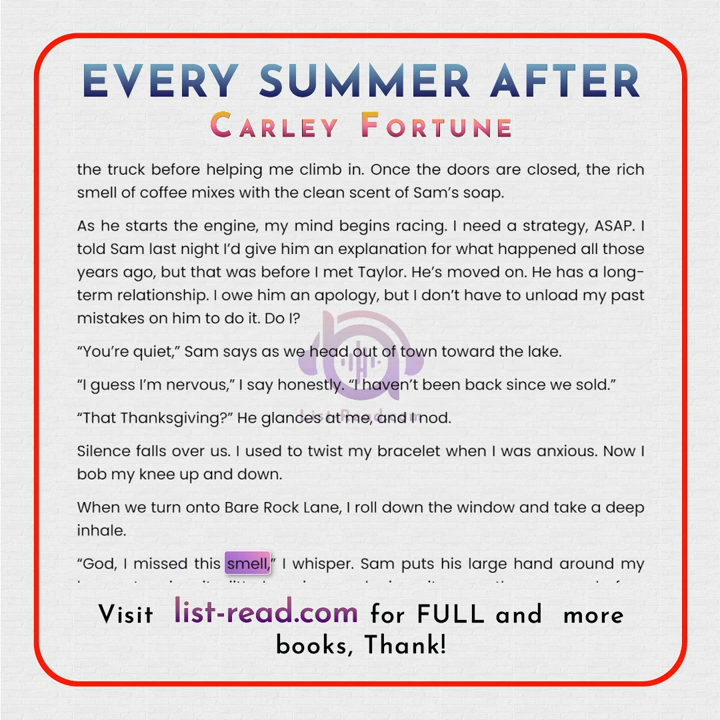 EVERY SUMMER AFTER
CARLEY FORTUNE
the truck before helping me climb in. Once the doors are closed, the rich
smell of coffee mixes with the clean scent of Sam's soap.
As he starts the engine, my mind begins racing. I need a strategy, ASAP. I
told Sam last night I'd give him an explanation for what happened all those
years ago, but that was before I met Taylor. He's moved on. He has a long-
term relationship. I owe him an apology, but I don't have to unload my past
mistakes on him to do it. Do I?
“You're quiet,” Sam says as we head out of town toward the lake.
“I guess I'm nervous,” I say honestly. “I haven't been back since we sold.”
“That Thanksgiving?” He glances at me, and I nod.
List-Read.com
Silence falls over us. I used to twist my bracelet when I was anxious. Now I
bob my knee up and down.
When we turn onto Bare Rock Lane, I roll down the window and take a deep
inhale.
“God, I missed this smell,” I whisper. Sam puts his large hand around my
Visit list-read.com for FULL and more
books, Thank!